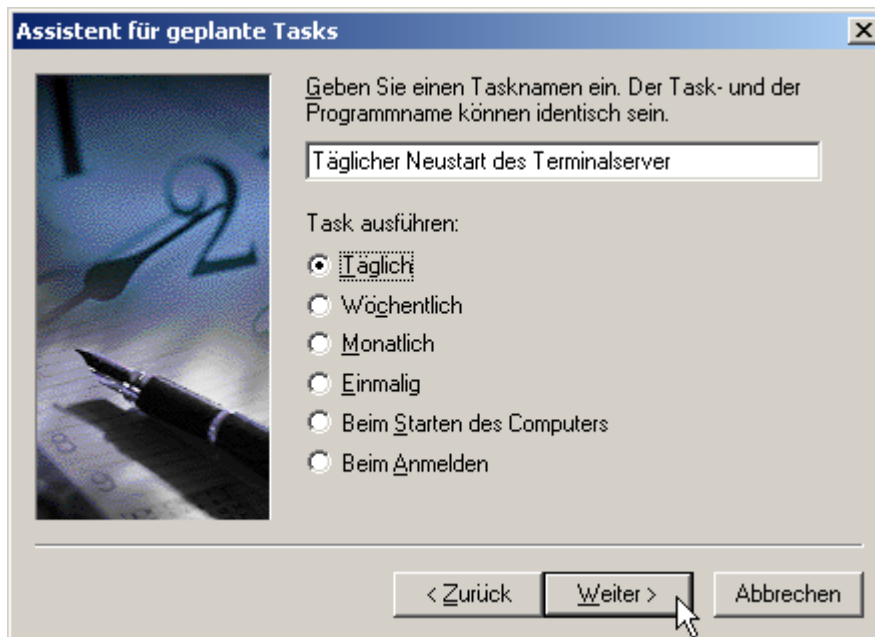 Assistent für geplante Tasks
Geben Sie einen Tasknamen ein. Der Task- und der
Programmname können identisch sein.
Täglicher Neustart des Terminalserver
Task ausführen:
Täglich
Wöchentlich
Monatlich
Einmalig
Beim Starten des Computers
Beim Anmelden
< Zurück
Weiter >
Abbrechen
2